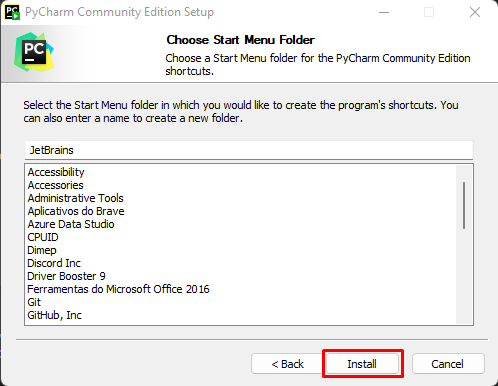 PC
PyCharm Community Edition Setup
PC
Choose Start Menu Folder
Choose a Start Menu folder for the PyCharm Community Edition
shortcuts.
Select the Start Menu folder in which you would like to create the program's shortcuts. You
can also enter a name to create a new folder.
JetBrains
Accessibility
Accessories
Administrative Tools
Aplicativos do Brave
Azure Data Studio
CPUID
Dimep
Discord Inc
Driver Booster 9
Ferramentas do Microsoft Office 2016
Git
GitHub, Inc
< Back
Install
Cancel